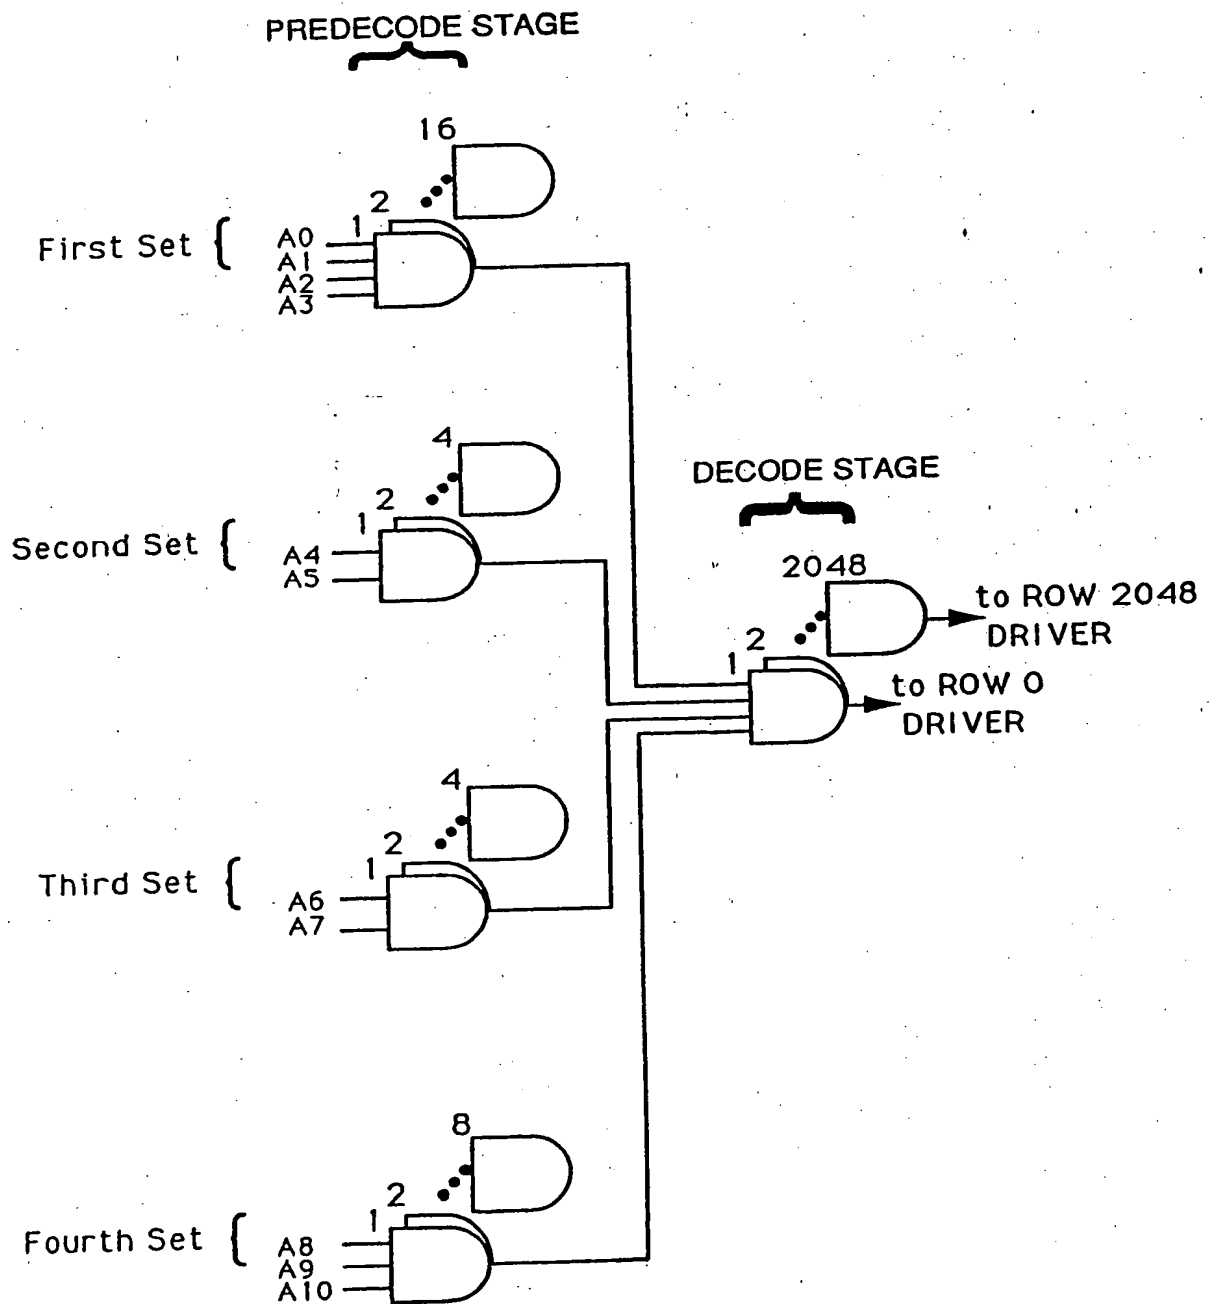 PREDECODE STAGE
16
2
1
First Set {
A0
A1
A2
A3
4
2
1
Second Set {
A4
A5
DECODE STAGE
2048
2
1
to ROW 2048
DRIVER
to ROW 0
DRIVER
4
2
1
Third Set {
A6
A7
8
2
1
Fourth Set {
A8
A9
A10